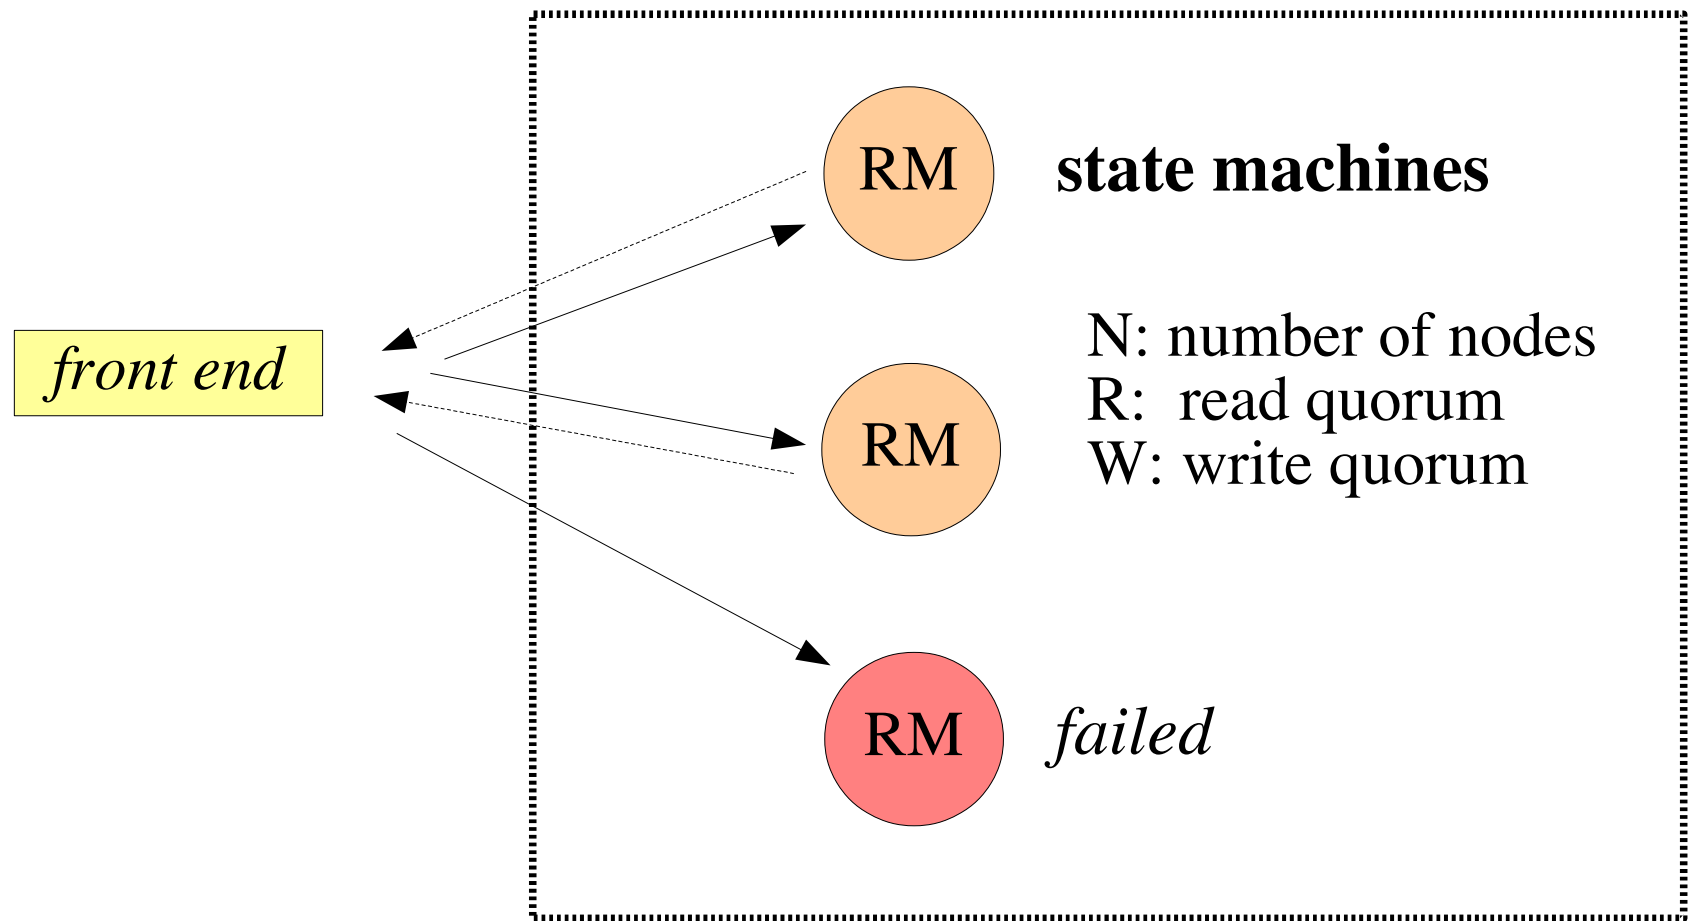 RM
state machines
N: number of nodes
front end
R: read quorum
RM
W: write quorum
RM
failed